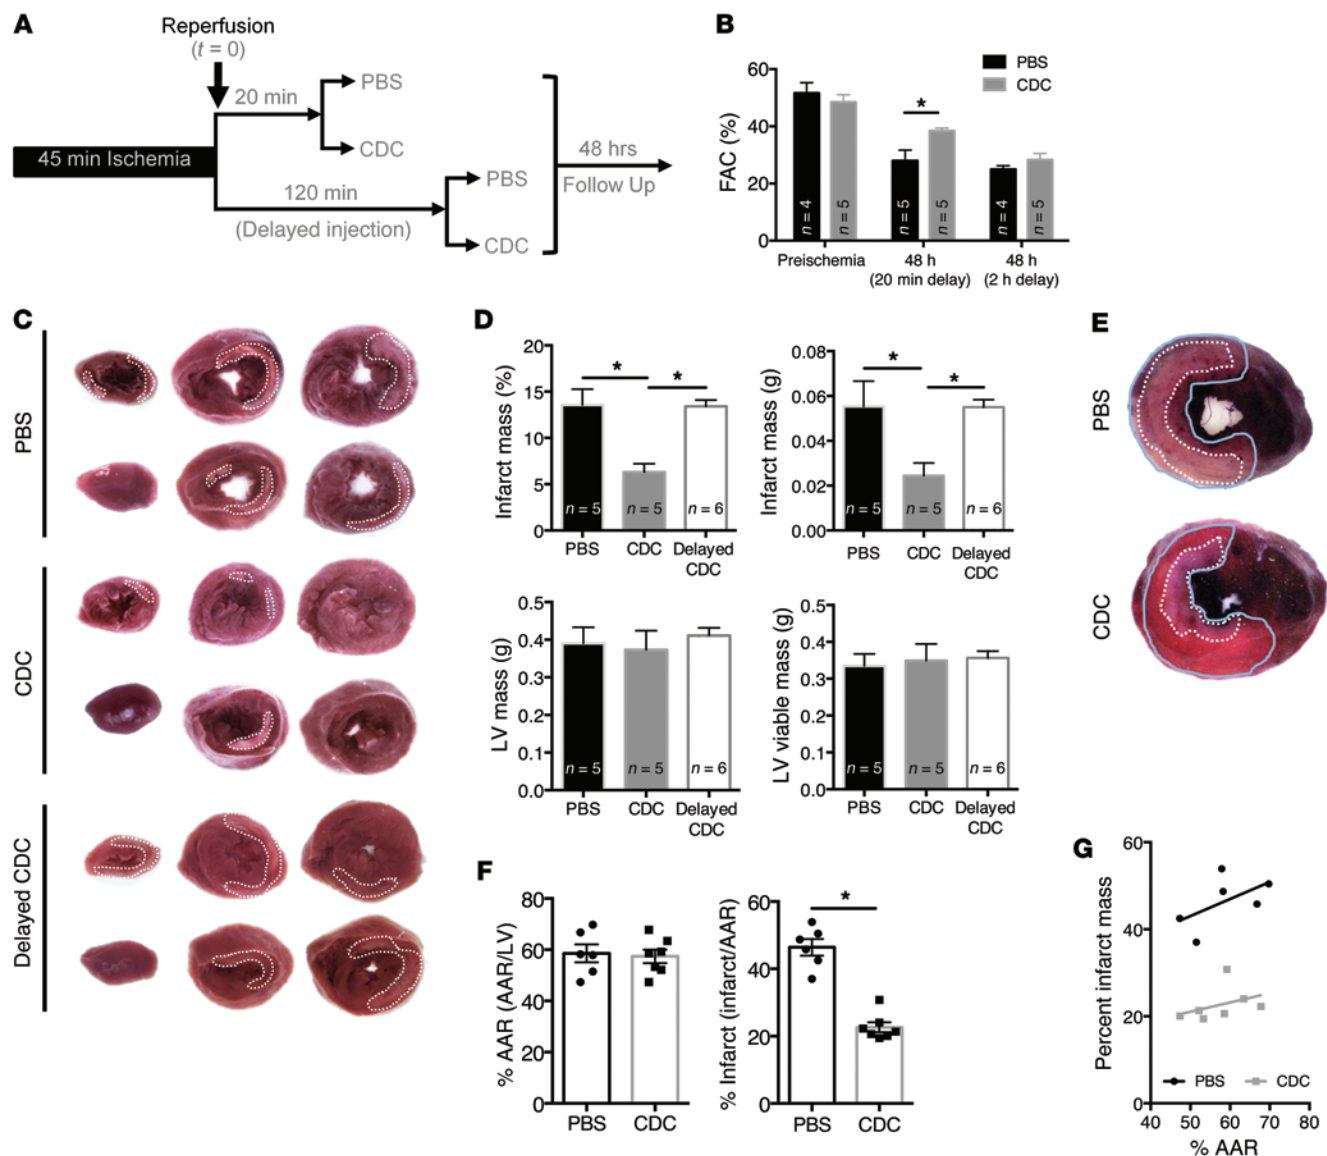 A
Reperfusion
(t = 0)
20 min
PBS
CDC
45 min Ischemia
120 min
(Delayed injection)
PBS
CDC
48 hrs
Follow Up
B
FAC (%)
60
40
20
0
PBS
CDC
*
n = 4
n = 5
n = 5
n = 5
n = 4
n = 5
Preischemia
48 h
(20 min delay)
48 h
(2 h delay)
C
PBS
CDC
Delayed CDC
D
Infarct mass (%)
20
15
10
5
0
*
*
n = 5
n = 5
n = 6
PBS
CDC
Delayed
CDC
Infarct mass (g)
0.08
0.06
0.04
0.02
0.00
*
*
n = 5
n = 5
n = 6
PBS
CDC
Delayed
CDC
LV mass (g)
0.5
0.4
0.3
0.2
0.1
0.0
n = 5
n = 5
n = 6
PBS
CDC
Delayed
CDC
LV viable mass (g)
0.5
0.4
0.3
0.2
0.1
0.0
n = 5
n = 5
n = 6
PBS
CDC
Delayed
CDC
E
PBS
CDC
F
% AAR (AAR/LV)
80
60
40
20
0
PBS
CDC
% Infarct (infarct/AAR)
60
40
20
0
*
PBS
CDC
G
Percent infarct mass
60
40
20
0
PBS
CDC
40
50
60
70
80
% AAR